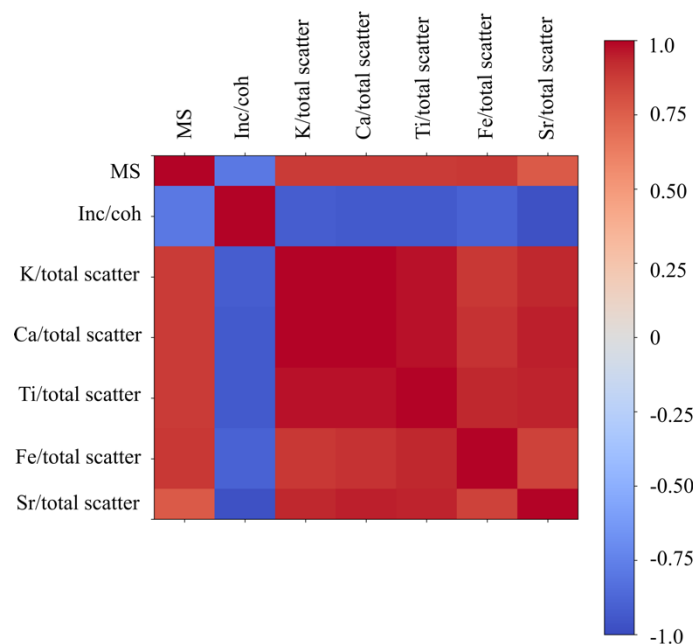 MS
Inc/coh
K/total scatter
Ca/total scatter
Ti/total scatter
Fe/total scatter
Sr/total scatter
MS
Inc/coh
K/total scatter
Ca/total scatter
Ti/total scatter
Fe/total scatter
Sr/total scatter
1.0
0.75
0.50
0.25
0
-0.25
-0.50
-0.75
-1.0